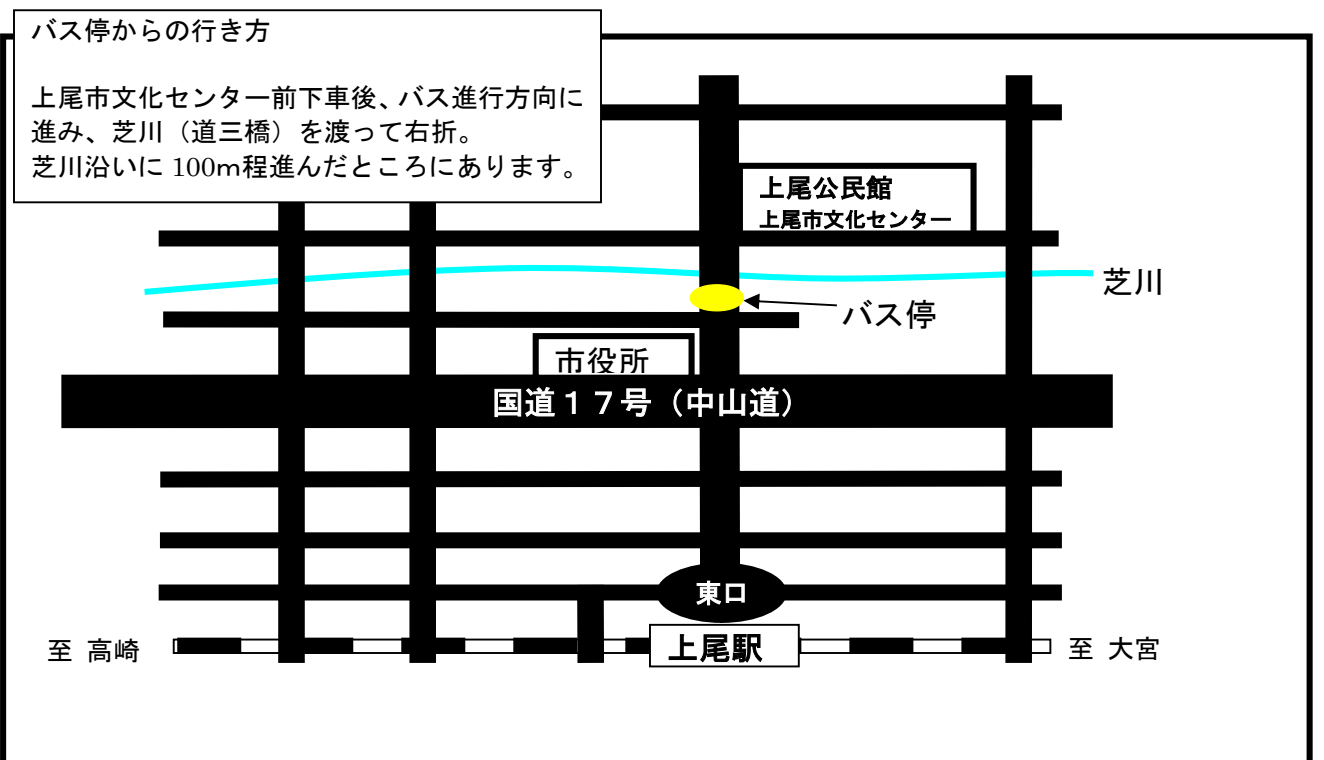 バス停からの行き方
上尾市文化センター前下車後、バス進行方向に
進み、芝川（道三橋）を渡って右折。
芝川沿いに 100m程進んだところにあります。
上尾公民館
上尾市文化センター
芝川
バス停
市役所
国道１７号（中山道）
東口
至 高崎
上尾駅
至 大宮